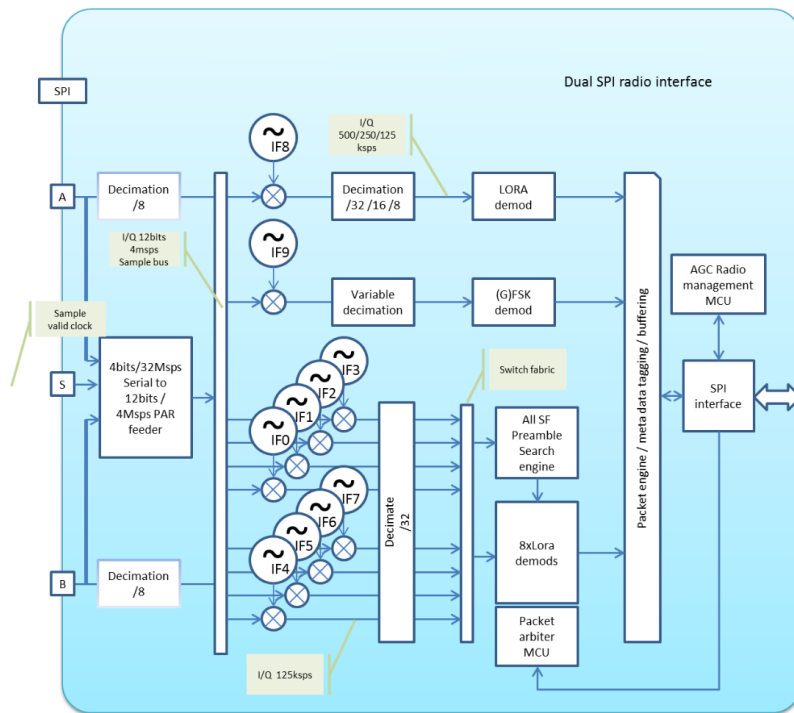 Dual SPI radio interface
SPI
I/Q
500/250/125
ksps
~
IF8
A
Decimation
/8
Decimation
/32 /16 /8
LORA
demod
I/Q 12bits
4msps
Sample bus
~
IF9
Variable
decimation
(G)FSK
demod
AGC Radio
management
MCU
Sample
valid clock
S
4bits/32Msps
Serial to
12bits /
4Msps PAR
feeder
~
IF3
~
IF2
~
IF1
~
IF0
Switch fabric
All SF
Preamble
Search
engine
SPI
interface
Packet engine / meta data tagging / buffering
Decimate
/32
~
IF7
~
IF6
~
IF5
~
IF4
8xLora
demods
B
Decimation
/8
Packet
arbiter
MCU
I/Q 125ksps